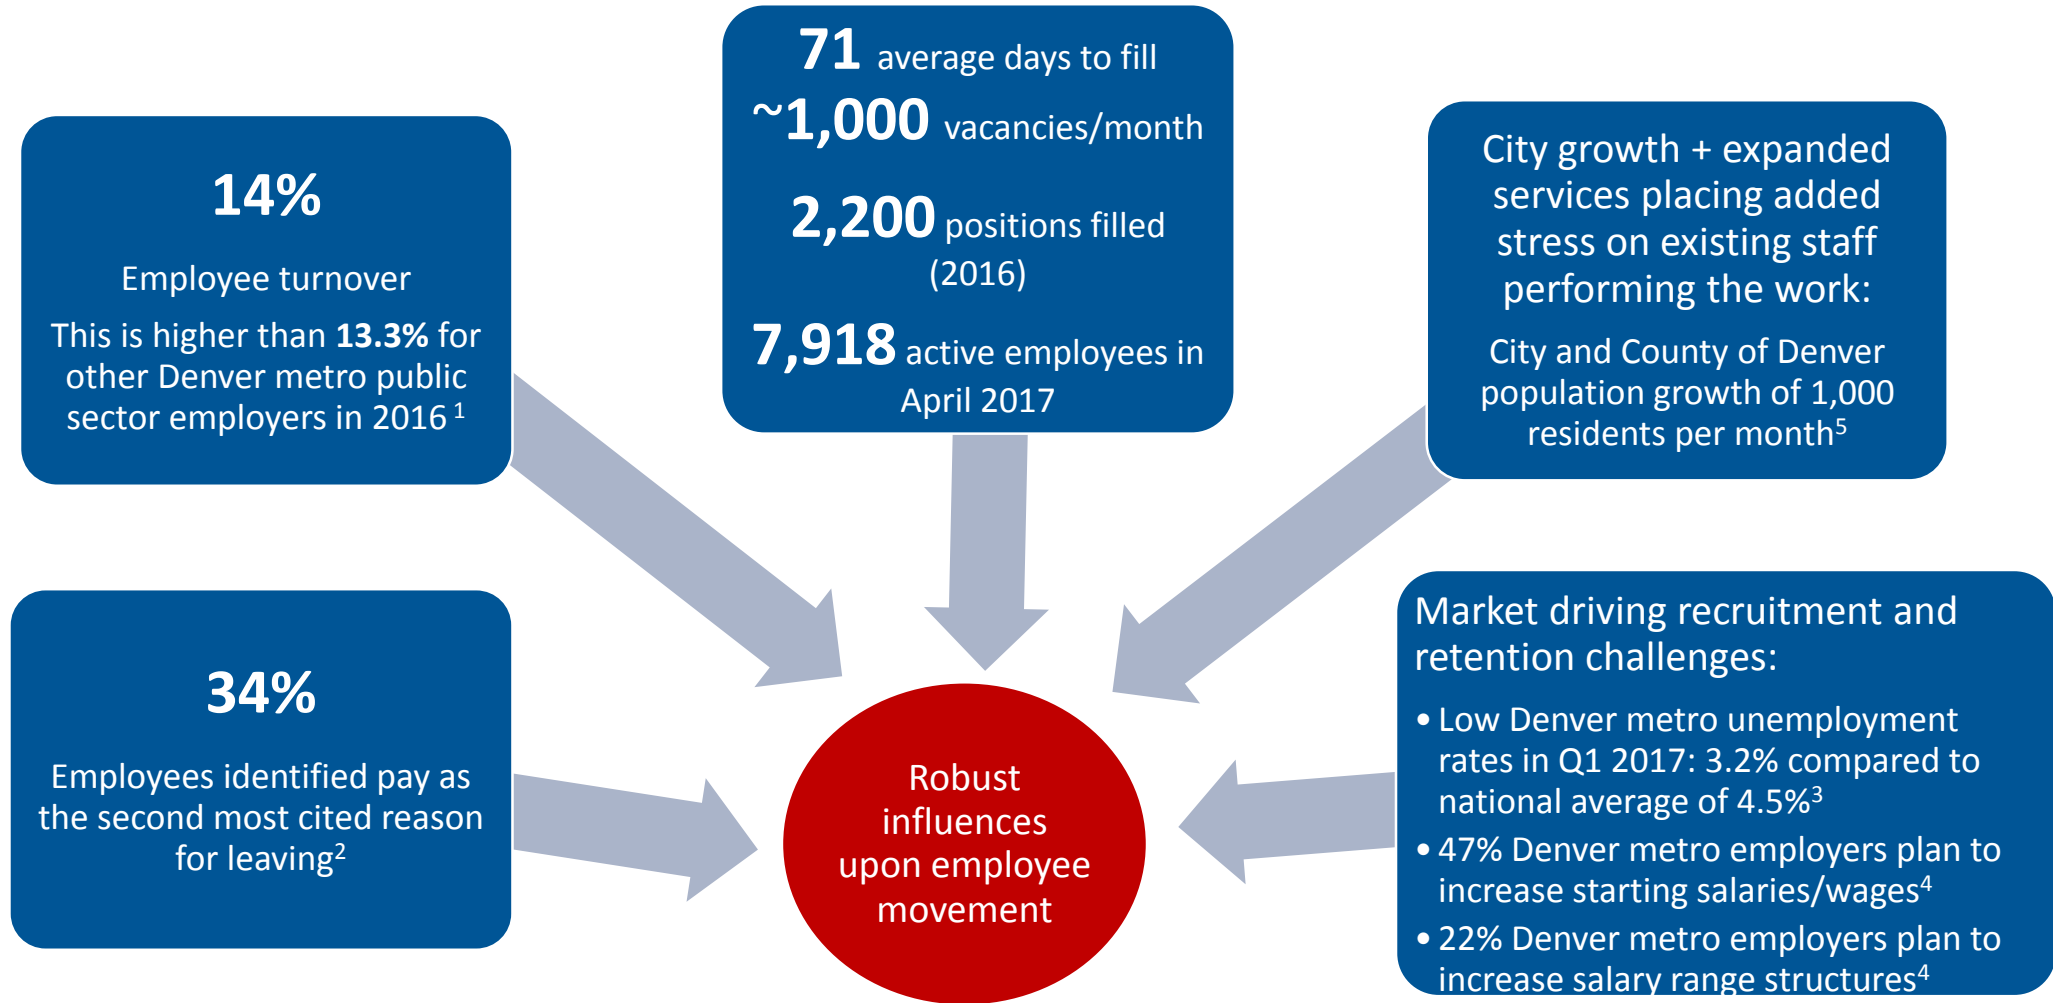 14%
Employee turnover
This is higher than 13.3% for
other Denver metro public
sector employers in 2016 1
34%
Employees identified pay as
the second most cited reason
for leaving2
71 average days to fill
~1,000 vacancies/month
2,200 positions filled
(2016)
7,918 active employees in
April 2017
City growth + expanded
services placing added
stress on existing staff
performing the work:
City and County of Denver
population growth of 1,000
residents per month5
Market driving recruitment and
retention challenges:
• Low Denver metro unemployment
rates in Q1 2017: 3.2% compared to
national average of 4.5%3
• 47% Denver metro employers plan to
increase starting salaries/wages4
• 22% Denver metro employers plan to
increase salary range structures4
Robust
influences
upon employee
movement